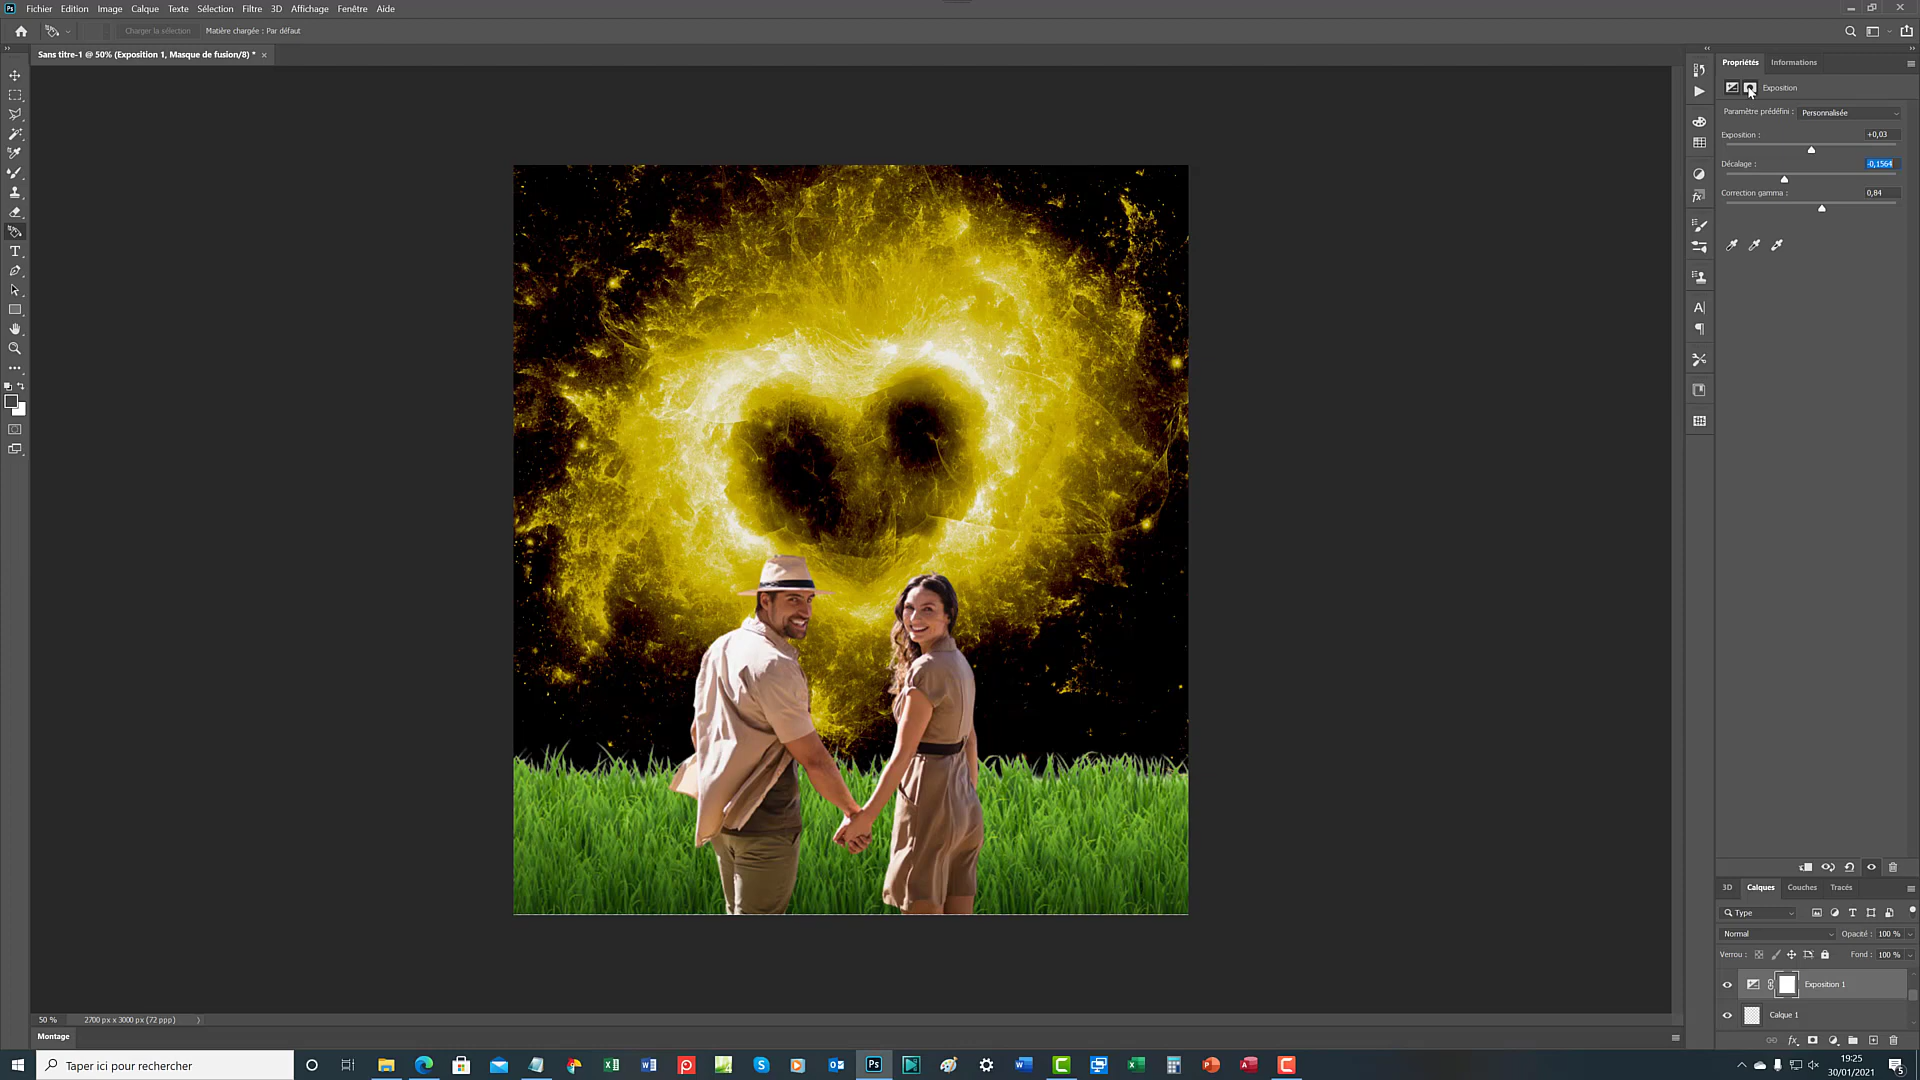 Fichier Edition Image Calque Texte Sélection Filtre 3D Affichage Fenêtre Aide
Charger la sélection Matière chargée : Par défaut
Sans titre-1 @ 50% (Exposition 1, Masque de fusion/8) *
Propriétés Informations
Exposition
Paramètre prédéfini : Personnalisée
Exposition : +0,03
Décalage : -0,1564
Correction gamma : 0,84
3D Calques Couches Tracés
Type
Normal Opacité : 100 %
Verrou : Fond : 100 %
Exposition 1
Calque 1
50 % 2700 px x 3000 px (72 ppp)
Montage
Taper ici pour rechercher
19:25
30/01/2021
5